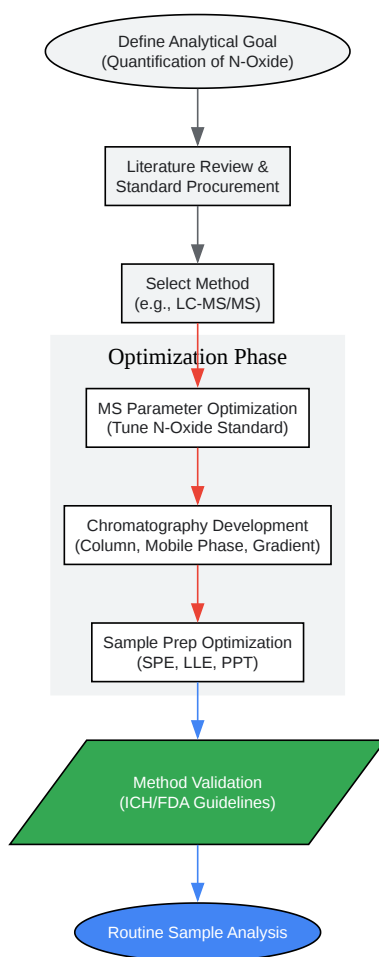 Define Analytical Goal
(Quantification of N-Oxide)
Literature Review &
Standard Procurement
Select Method
(e.g., LC-MS/MS)
Optimization Phase
MS Parameter Optimization
(Tune N-Oxide Standard)
Chromatography Development
(Column, Mobile Phase, Gradient)
Sample Prep Optimization
(SPE, LLE, PPT)
Method Validation
(ICH/FDA Guidelines)
Routine Sample Analysis